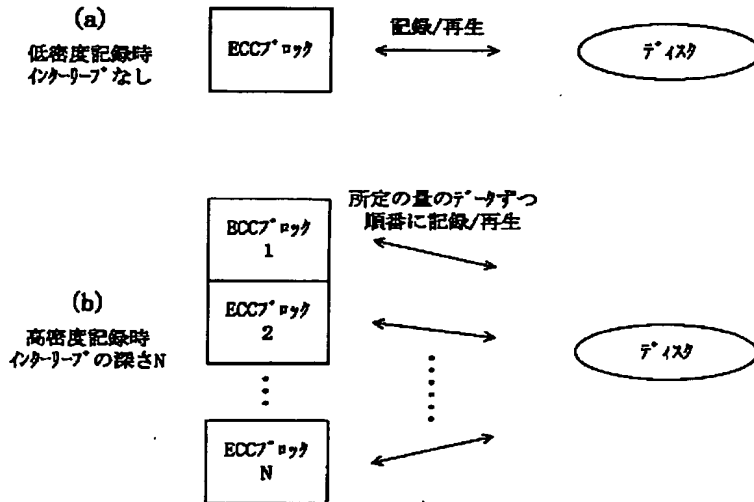 (a)
低密度記録時
ｲﾝﾀｰﾘｰﾌﾞなし
ECCﾌﾞﾛｯｸ
記録/再生
ﾃﾞｨｽｸ
(b)
高密度記録時
ｲﾝﾀｰﾘｰﾌﾞの深さN
ECCﾌﾞﾛｯｸ
1
ECCﾌﾞﾛｯｸ
2
ECCﾌﾞﾛｯｸ
N
所定の量のﾃﾞｰﾀずつ
順番に記録/再生
ﾃﾞｨｽｸ